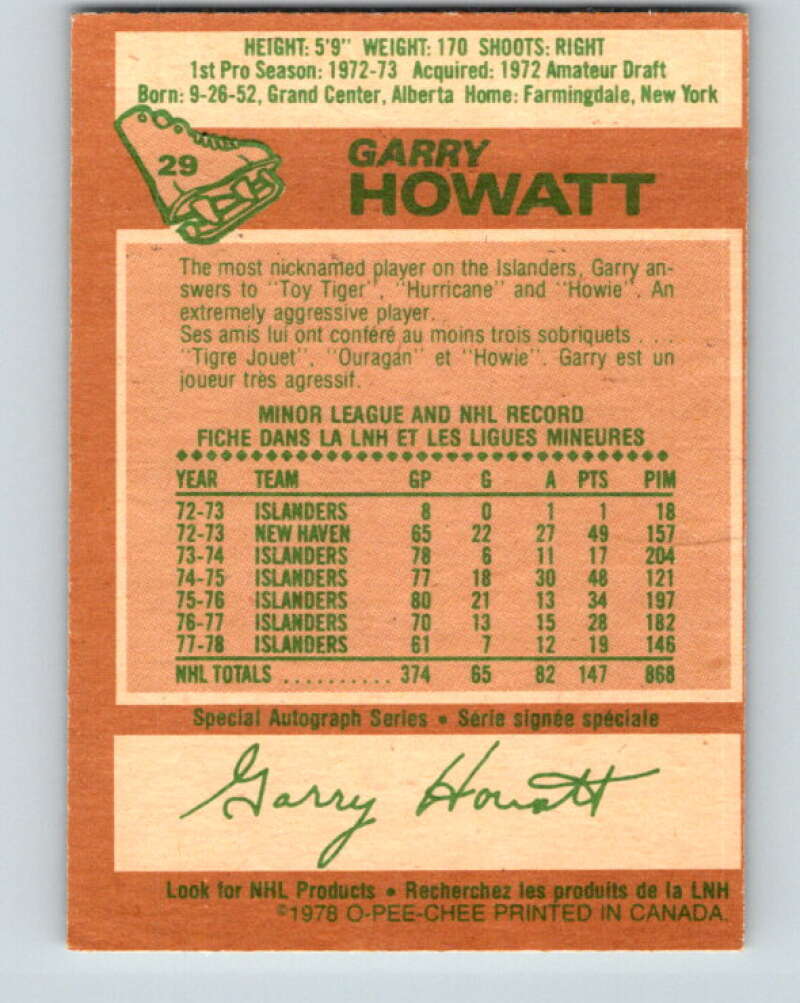 HEIGHT: 5'9" WEIGHT: 170 SHOOTS: RIGHT
1st Pro Season: 1972-73 Acquired: 1972 Amateur Draft
Born: 9-26-52, Grand Center, Alberta Home: Farmingdale, New York
29
GARRY
HOWATT
The most nicknamed player on the Islanders, Garry an-
swers to "Toy Tiger", "Hurricane" and "Howie". An
extremely aggressive player.
Ses amis lui ont conféré au moins trois sobriquets . . .
"Tigre Jouet", "Ouragan" et "Howie". Garry est un
joueur très agressif.
MINOR LEAGUE AND NHL RECORD
FICHE DANS LA LNH ET LES LIGUES MINEURES
YEAR TEAM GP G A PTS PIM
72-73 ISLANDERS 8 0 1 1 18
72-73 NEW HAVEN 65 22 27 49 157
73-74 ISLANDERS 78 6 11 17 204
74-75 ISLANDERS 77 18 30 48 121
75-76 ISLANDERS 80 21 13 34 197
76-77 ISLANDERS 70 13 15 28 182
77-78 ISLANDERS 61 7 12 19 146
NHL TOTALS .......... 374 65 82 147 868
Special Autograph Series • Série signée spéciale
Garry Howatt
Look for NHL Products • Recherchez les produits de la LNH
©1978 O-PEE-CHEE PRINTED IN CANADA.